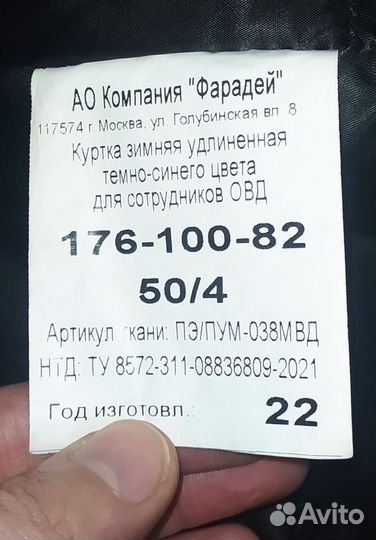 АО Компания "Фарадей"
117574 г. Москва, ул. Голубинская вл. 8
Куртка зимняя удлиненная
темно-синего цвета
для сотрудников ОВД
176-100-82
50/4
Артикул ткани: ПЭ/ПУМ-038МВД
НТД: ТУ 8572-311-08836809-2021
Год изготовл.: 22
Avito